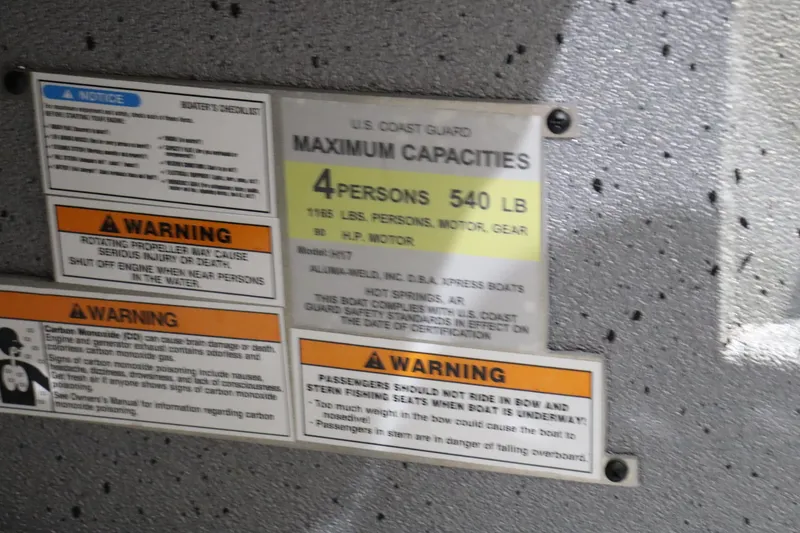 NOTICE
BOATER'S CHECKLIST
BEFORE STARTING YOUR ENGINE:
WARNING
ROTATING PROPELLER MAY CAUSE
SERIOUS INJURY OR DEATH.
SHUT OFF ENGINE WHEN NEAR PERSONS
IN THE WATER.
WARNING
Carbon Monoxide (CO) can cause brain damage or death.
Engine and generator exhaust contains odorless and
colorless carbon monoxide gas.
Signs of carbon monoxide poisoning include nausea,
headache, dizziness, drowsiness, and lack of consciousness.
Get fresh air if anyone shows signs of carbon monoxide
poisoning.
See Owner's Manual for information regarding carbon
monoxide poisoning.
U.S. COAST GUARD
MAXIMUM CAPACITIES
4 PERSONS 540 LB
1165 LBS, PERSONS, MOTOR, GEAR
90 H.P. MOTOR
Model: H17
ALUMA-WELD, INC. D.B.A. XPRESS BOATS
HOT SPRINGS, AR
THIS BOAT COMPLIES WITH U.S. COAST
GUARD SAFETY STANDARDS IN EFFECT ON
THE DATE OF CERTIFICATION
WARNING
PASSENGERS SHOULD NOT RIDE IN BOW AND
STERN FISHING SEATS WHEN BOAT IS UNDERWAY!
- Too much weight in the bow could cause the boat to
nosedive!
- Passengers in stern are in danger of falling overboard.